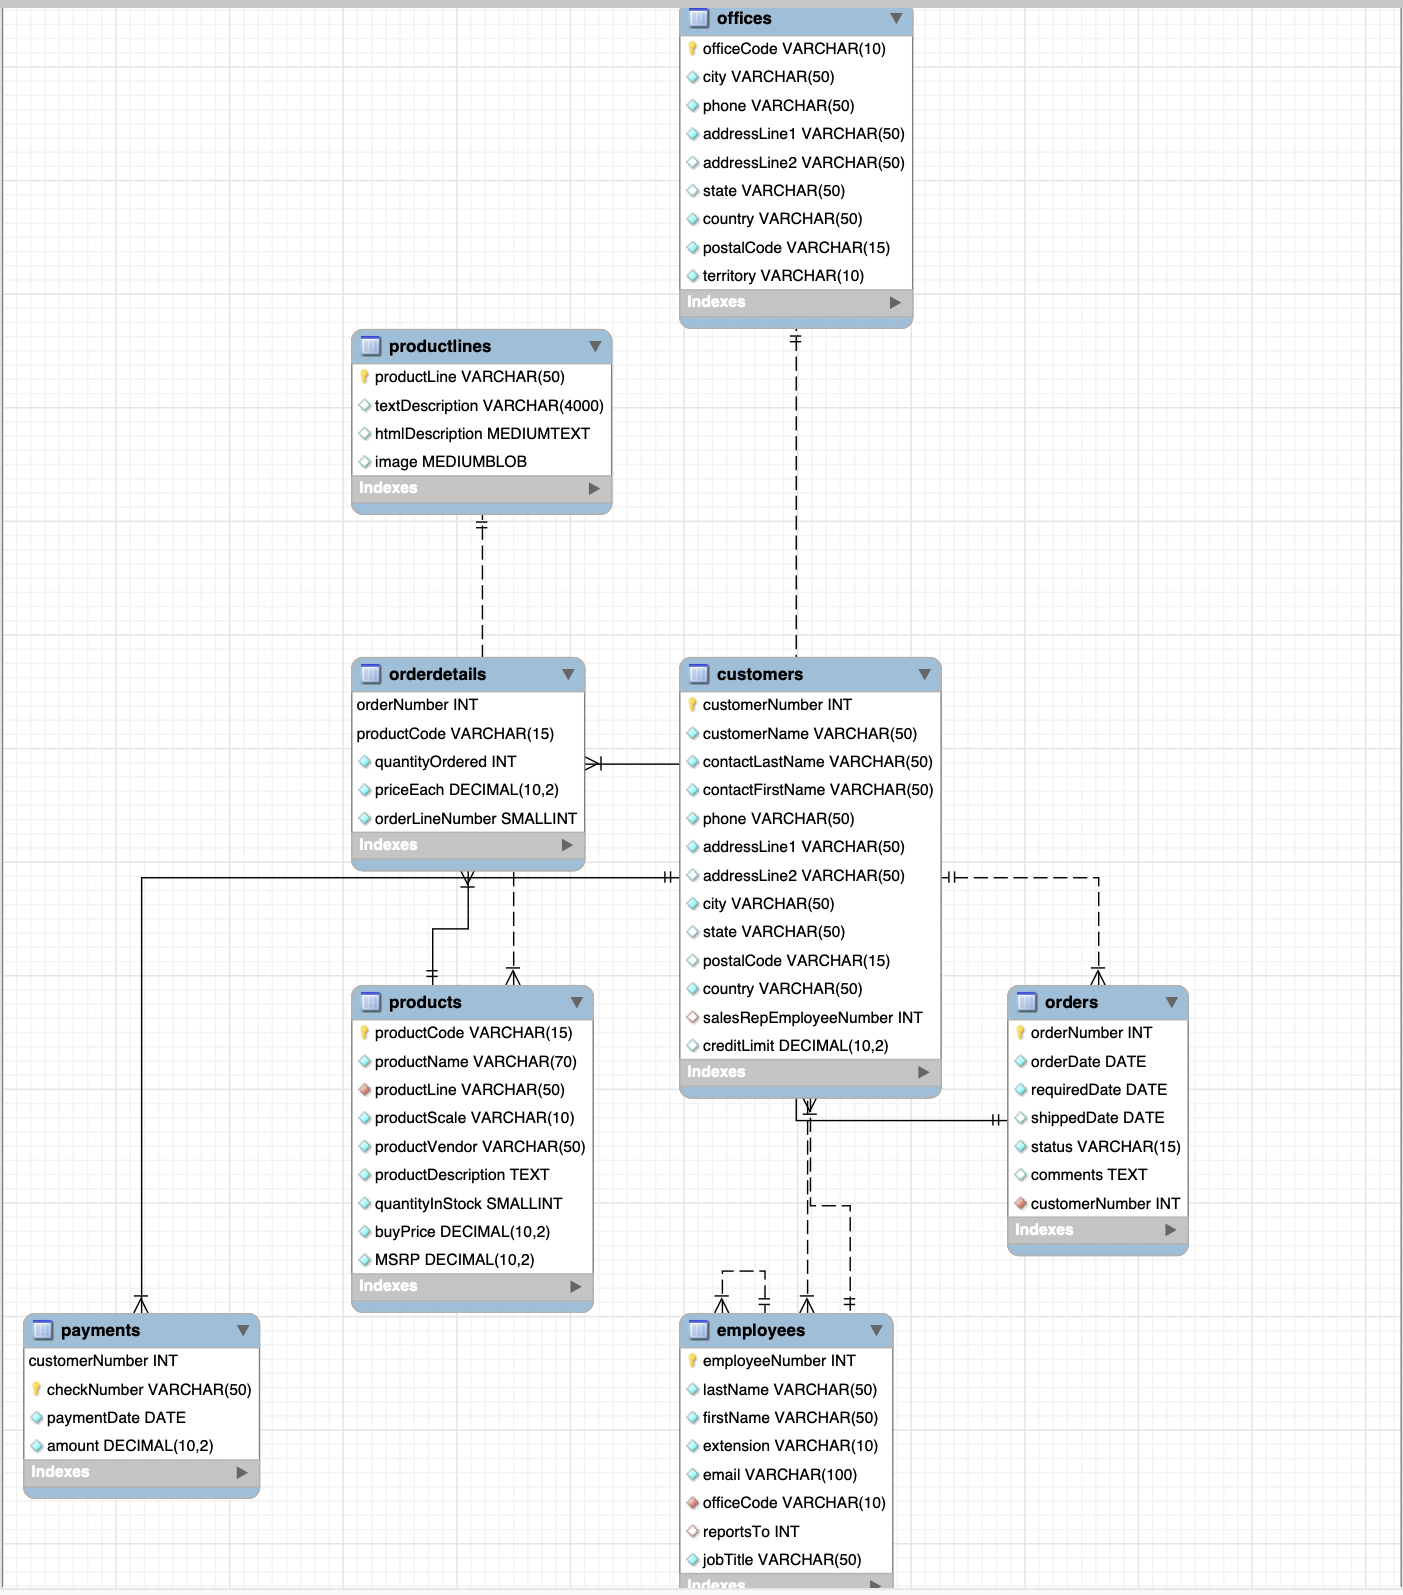 offices
officeCode VARCHAR(10)
city VARCHAR(50)
phone VARCHAR(50)
addressLine1 VARCHAR(50)
addressLine2 VARCHAR(50)
state VARCHAR(50)
country VARCHAR(50)
postalCode VARCHAR(15)
territory VARCHAR(10)
Indexes
productlines
productLine VARCHAR(50)
textDescription VARCHAR(4000)
htmlDescription MEDIUMTEXT
image MEDIUMBLOB
Indexes
orderdetails
orderNumber INT
productCode VARCHAR(15)
quantityOrdered INT
priceEach DECIMAL(10,2)
orderLineNumber SMALLINT
Indexes
customers
customerNumber INT
customerName VARCHAR(50)
contactLastName VARCHAR(50)
contactFirstName VARCHAR(50)
phone VARCHAR(50)
addressLine1 VARCHAR(50)
addressLine2 VARCHAR(50)
city VARCHAR(50)
state VARCHAR(50)
postalCode VARCHAR(15)
country VARCHAR(50)
salesRepEmployeeNumber INT
creditLimit DECIMAL(10,2)
Indexes
products
productCode VARCHAR(15)
productName VARCHAR(70)
productLine VARCHAR(50)
productScale VARCHAR(10)
productVendor VARCHAR(50)
productDescription TEXT
quantityInStock SMALLINT
buyPrice DECIMAL(10,2)
MSRP DECIMAL(10,2)
Indexes
orders
orderNumber INT
orderDate DATE
requiredDate DATE
shippedDate DATE
status VARCHAR(15)
comments TEXT
customerNumber INT
Indexes
payments
customerNumber INT
checkNumber VARCHAR(50)
paymentDate DATE
amount DECIMAL(10,2)
Indexes
employees
employeeNumber INT
lastName VARCHAR(50)
firstName VARCHAR(50)
extension VARCHAR(10)
email VARCHAR(100)
officeCode VARCHAR(10)
reportsTo INT
jobTitle VARCHAR(50)
Indexes